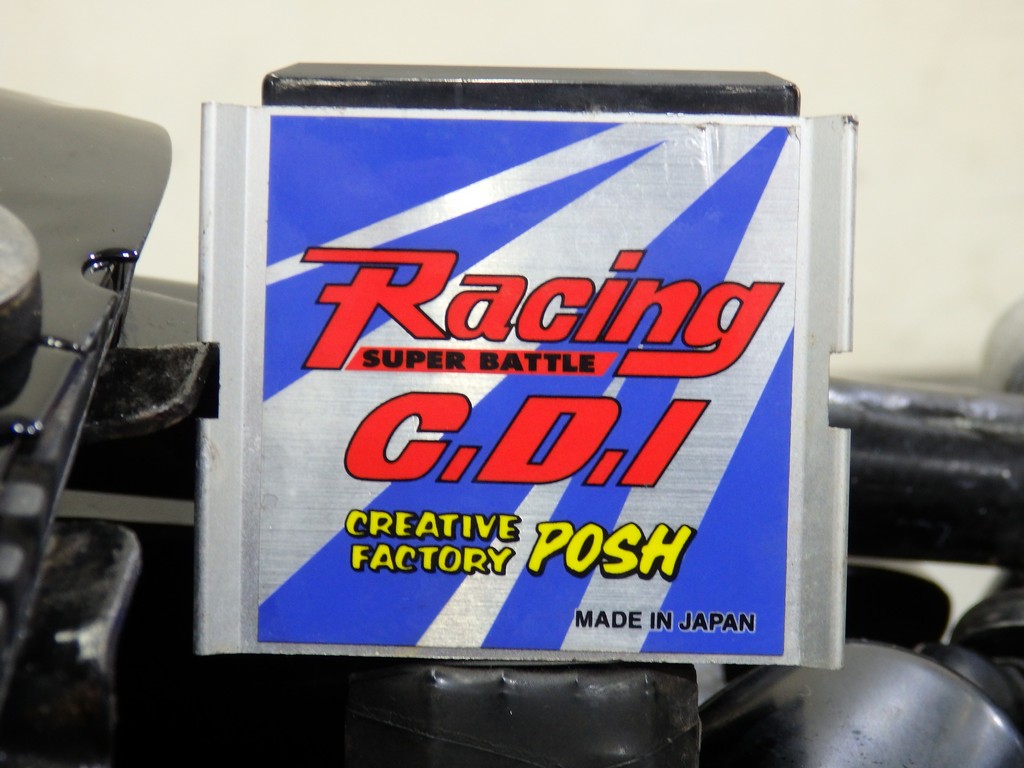 Racing
SUPER BATTLE
C.D.I
CREATIVE
FACTORY POSH
MADE IN JAPAN